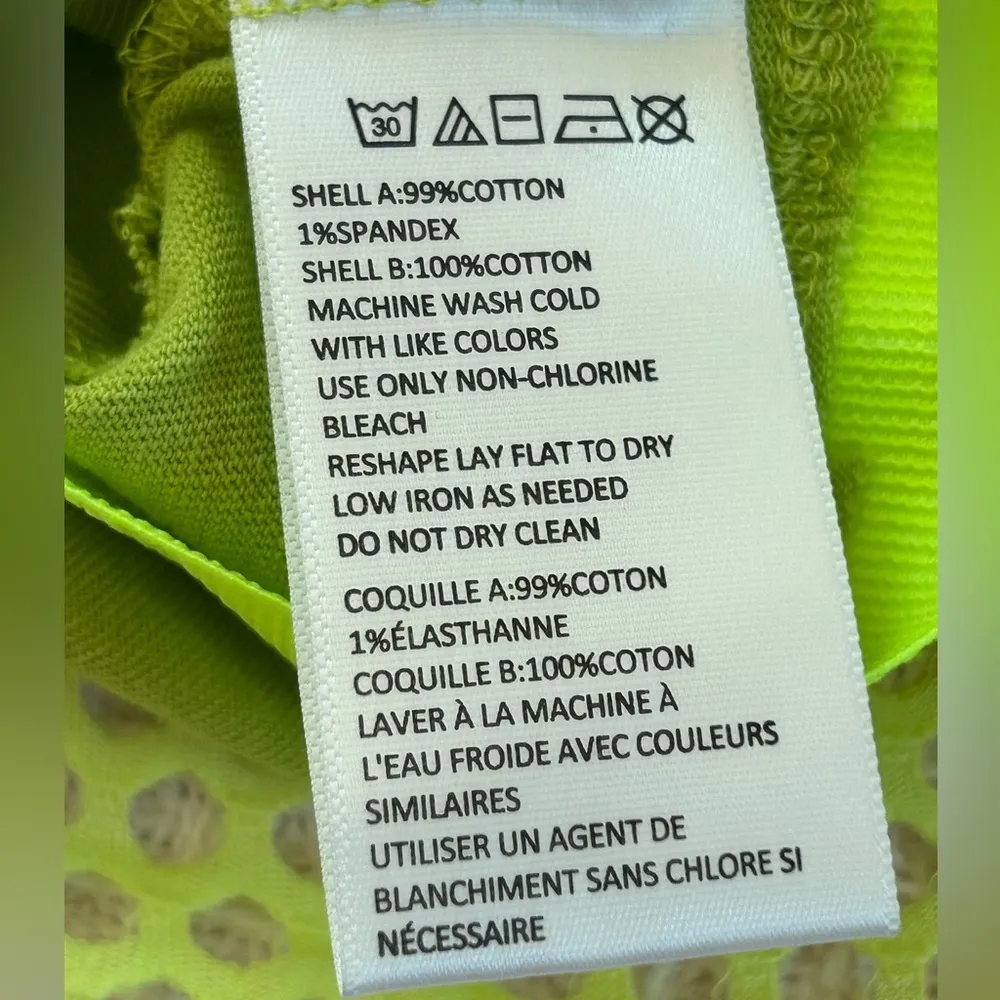 30
SHELL A:99%COTTON
1%SPANDEX
SHELL B:100%COTTON
MACHINE WASH COLD
WITH LIKE COLORS
USE ONLY NON-CHLORINE
BLEACH
RESHAPE LAY FLAT TO DRY
LOW IRON AS NEEDED
DO NOT DRY CLEAN
COQUILLE A:99%COTON
1%ÉLASTHANNE
COQUILLE B:100%COTON
LAVER À LA MACHINE À
L'EAU FROIDE AVEC COULEURS
SIMILAIRES
UTILISER UN AGENT DE
BLANCHIMENT SANS CHLORE SI
NÉCESSAIRE